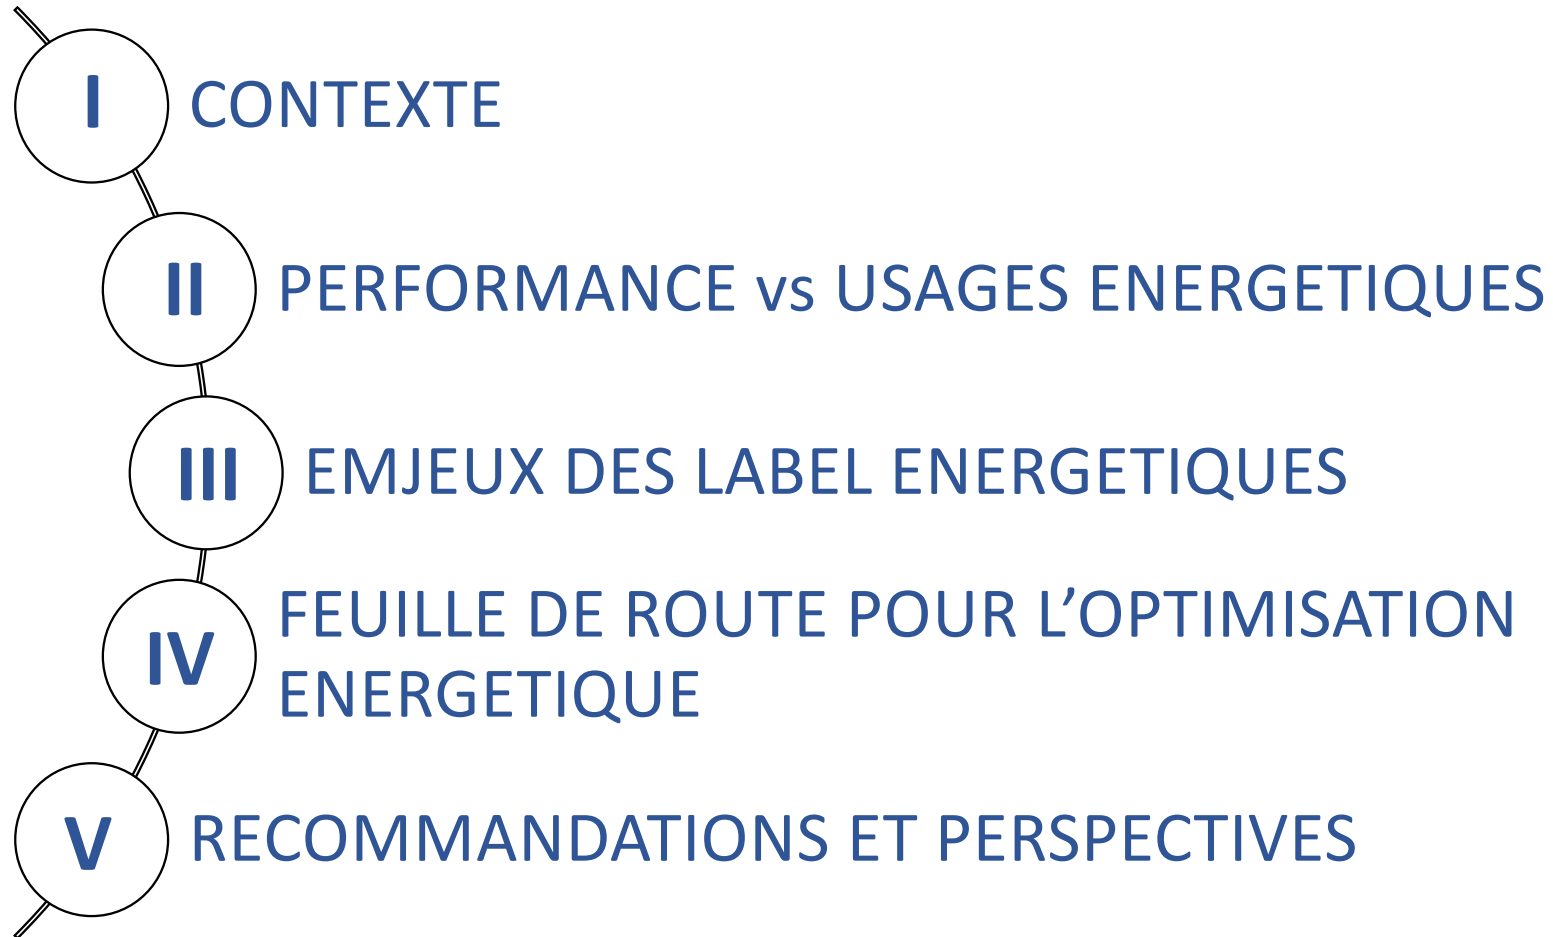 I CONTEXTE
II PERFORMANCE vs USAGES ENERGETIQUES
III EMJEUX DES LABEL ENERGETIQUES
IV FEUILLE DE ROUTE POUR L’OPTIMISATION
ENERGETIQUE
V RECOMMANDATIONS ET PERSPECTIVES